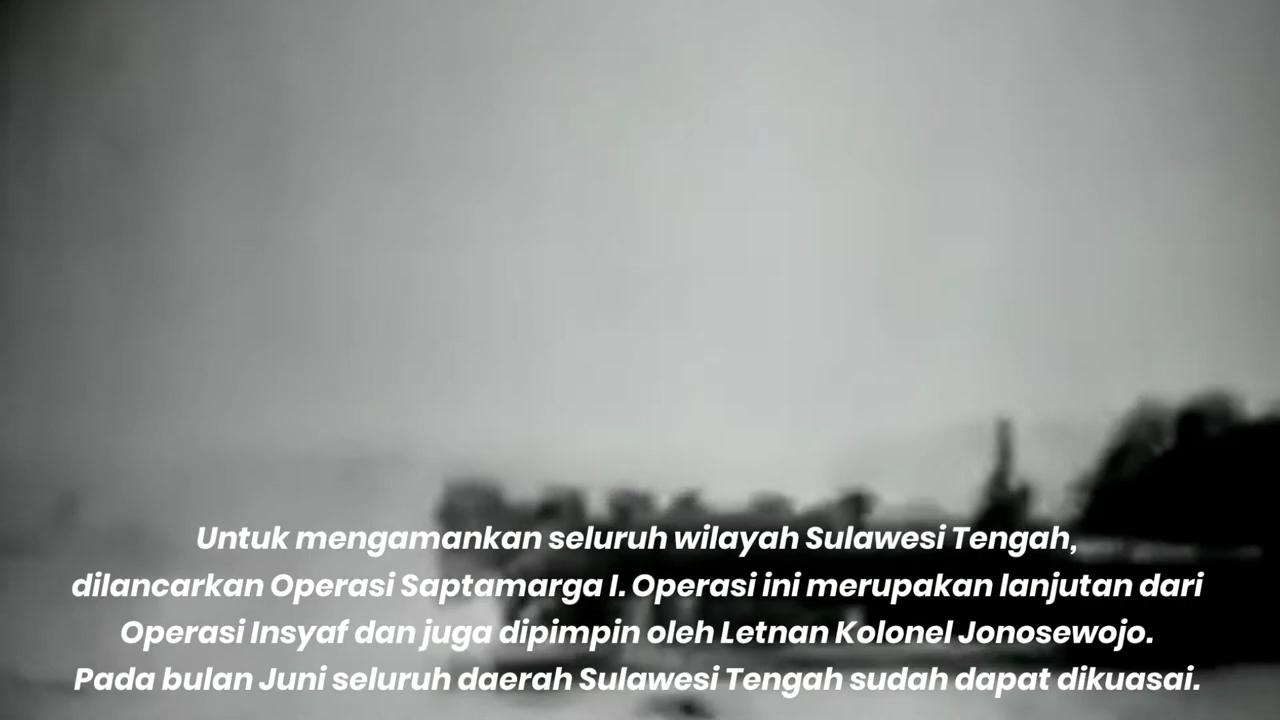 Untuk mengamankan seluruh wilayah Sulawesi Tengah,
dilancarkan Operasi Saptamarga I. Operasi ini merupakan lanjutan dari
Operasi Insyaf dan juga dipimpin oleh Letnan Kolonel Jonosewojo.
Pada bulan Juni seluruh daerah Sulawesi Tengah sudah dapat dikuasai.